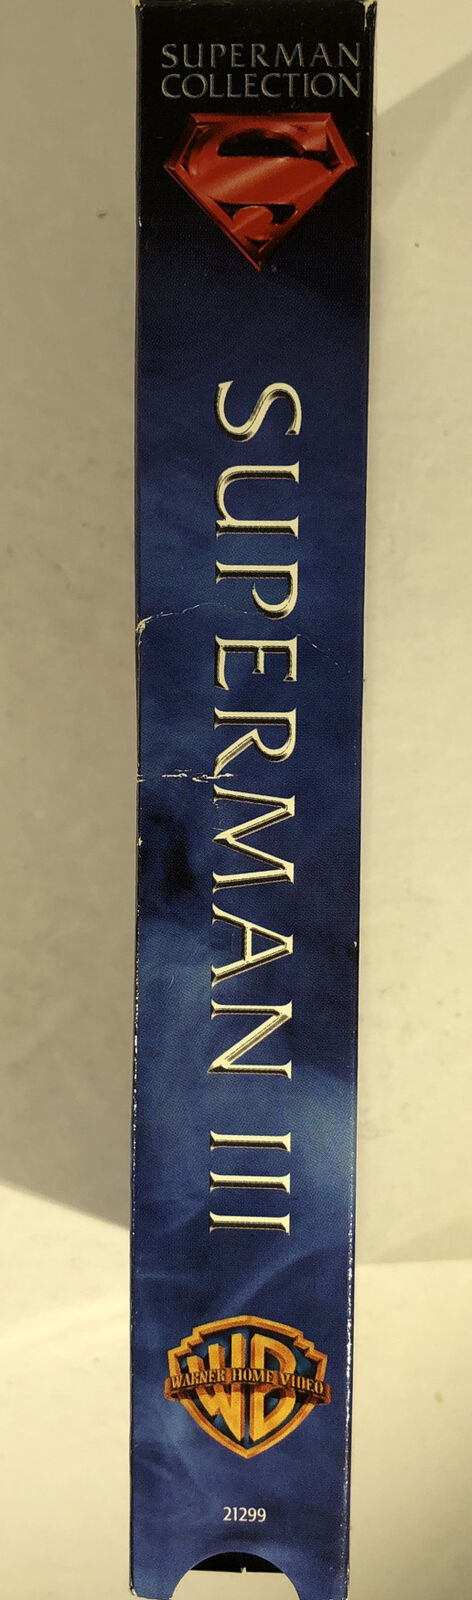 SUPERMAN
COLLECTION
S
SUPERMAN III
WB
WARNER HOME VIDEO
21299